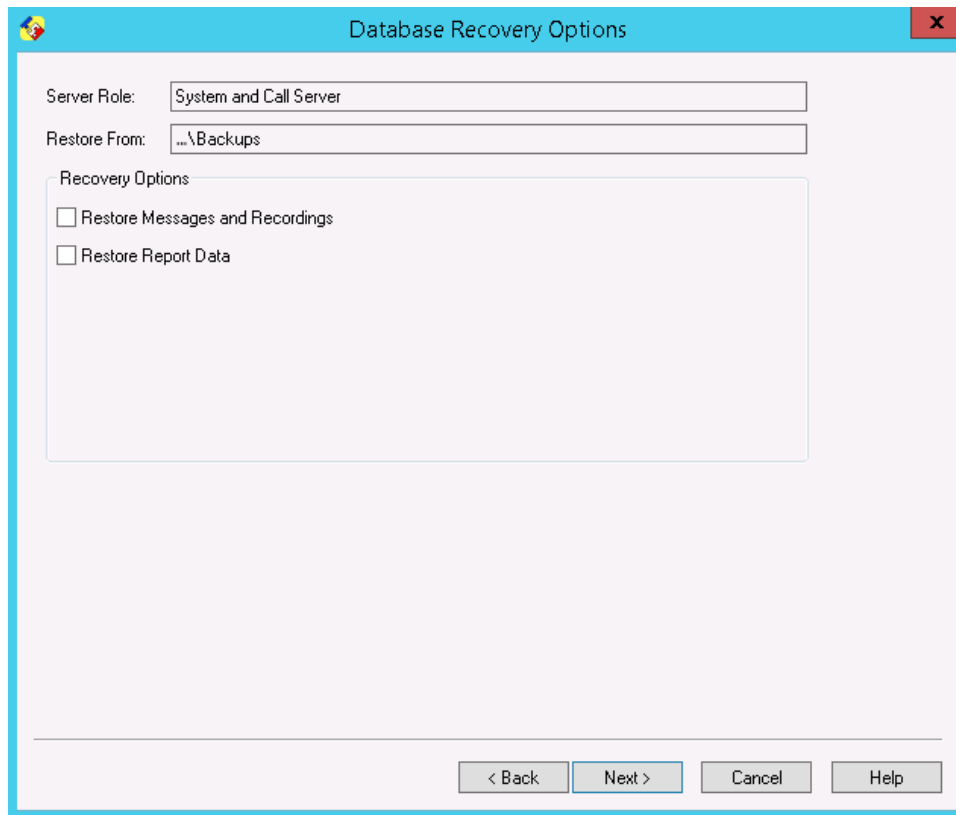 Database Recovery Options
x
Server Role: System and Call Server
Restore From: ...\Backups
Recovery Options
Restore Messages and Recordings
Restore Report Data
< Back Next > Cancel Help